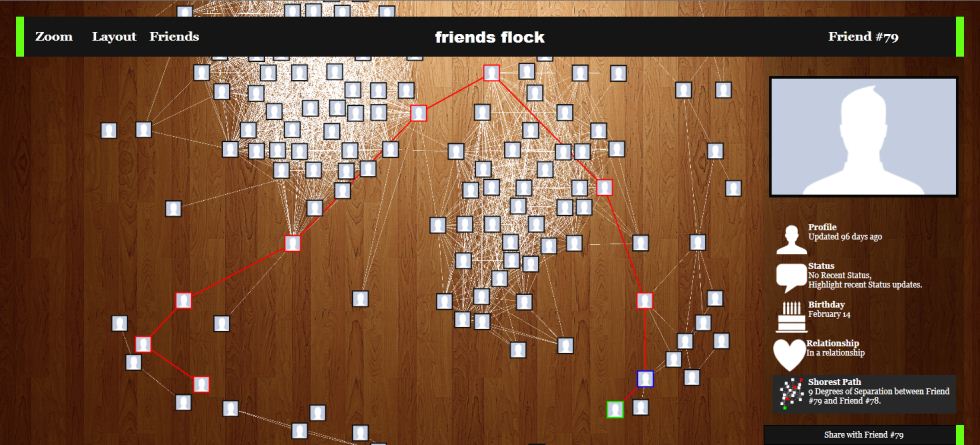 Zoom Layout Friends friends flock Friend #79
Profile
Updated 96 days ago
Status
No Recent Status,
Highlight recent Status updates.
Birthday
February 14
Relationship
In a relationship
Shorest Path
9 Degrees of Separation between Friend
#79 and Friend #78.
Share with Friend #79